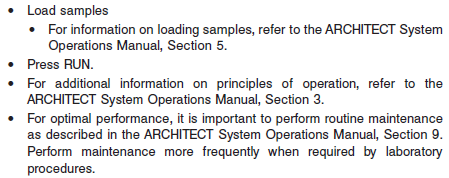 • Load samples
• For information on loading samples, refer to the ARCHITECT System
Operations Manual, Section 5.
• Press RUN.
• For additional information on principles of operation, refer to the
ARCHITECT System Operations Manual, Section 3.
• For optimal performance, it is important to perform routine maintenance
as described in the ARCHITECT System Operations Manual, Section 9.
Perform maintenance more frequently when required by laboratory
procedures.